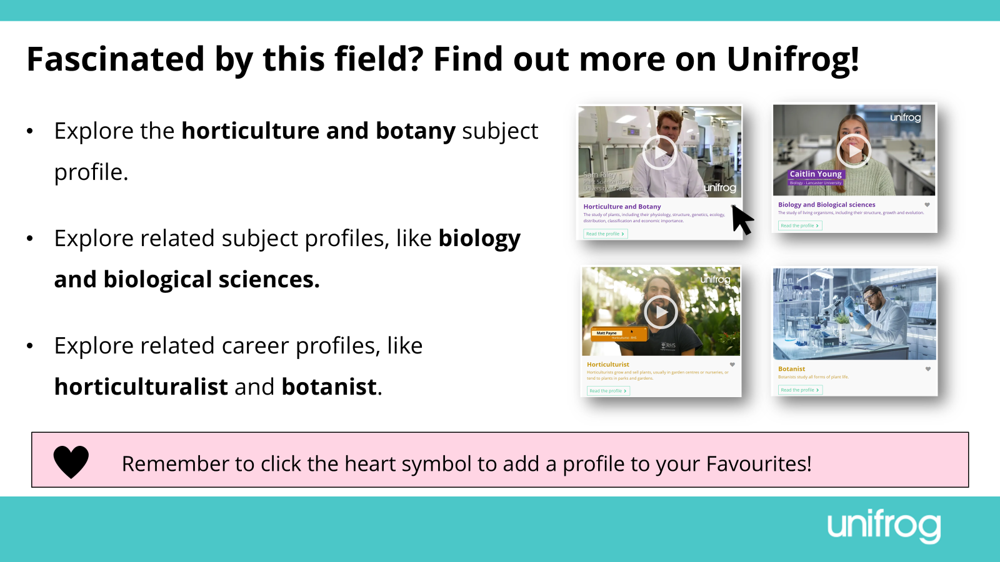 Fascinated by this field? Find out more on Unifrog!
• Explore the horticulture and botany subject
profile.
• Explore related subject profiles, like biology
and biological sciences.
• Explore related career profiles, like
horticulturalist and botanist.
Sam Riley
Plant Science (BSc)
University of Nottingham
unifrog
Horticulture and Botany
The study of plants, including their physiology, structure, genetics, ecology,
distribution, classification and economic importance.
Read the profile >
unifrog
Caitlin Young
Biology - Lancaster University
Biology and Biological sciences
The study of living organisms, including their structure, growth and evolution.
Read the profile >
unifrog
Matt Payne
Horticulturist - RHS
RHS
Horticulturist
Horticulturists grow and sell plants, usually in garden centres or nurseries, or
tend to plants in parks and gardens.
Read the profile >
Botanist
Botanists study all forms of plant life.
Read the profile >
Remember to click the heart symbol to add a profile to your Favourites!
unifrog